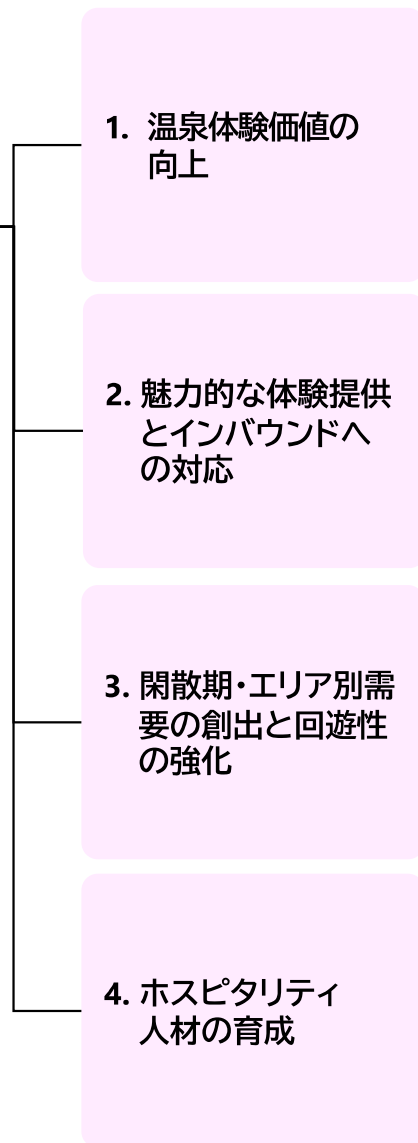 1. 温泉体験価値の
向上
2. 魅力的な体験提供
とインバウンドへ
の対応
3. 閑散期・エリア別需
要の創出と回遊性
の強化
4. ホスピタリティ
人材の育成